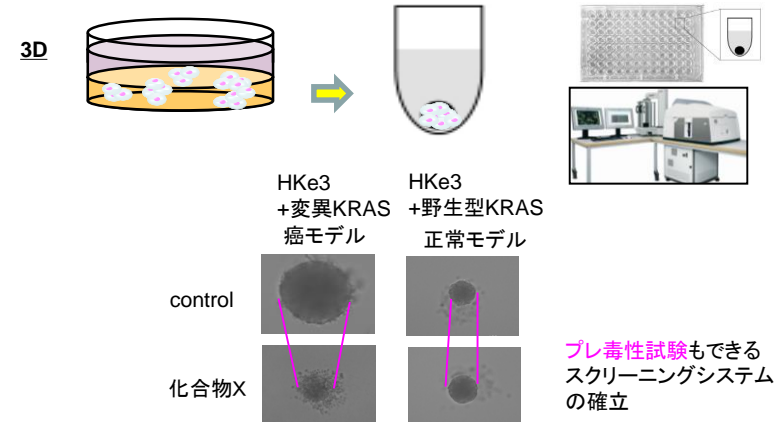 3D
HKe3
+変異KRAS
癌モデル
HKe3
+野生型KRAS
正常モデル
control
化合物X
プレ毒性試験もできる
スクリーニングシステム
の確立